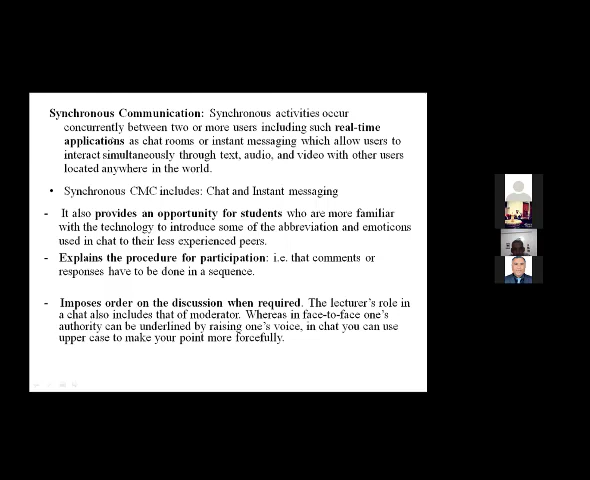 Synchronous Communication: Synchronous activities occur
concurrently between two or more users including such real-time
applications as chat rooms or instant messaging which allow users to
interact simultaneously through text, audio, and video with other users
located anywhere in the world.
• Synchronous CMC includes: Chat and Instant messaging
- It also provides an opportunity for students who are more familiar
with the technology to introduce some of the abbreviation and emoticons
used in chat to their less experienced peers.
- Explains the procedure for participation: i.e. that comments or
responses have to be done in a sequence.
- Imposes order on the discussion when required. The lecturer's role in
a chat also includes that of moderator. Whereas in face-to-face one's
authority can be underlined by raising one's voice, in chat you can use
upper case to make your point more forcefully.